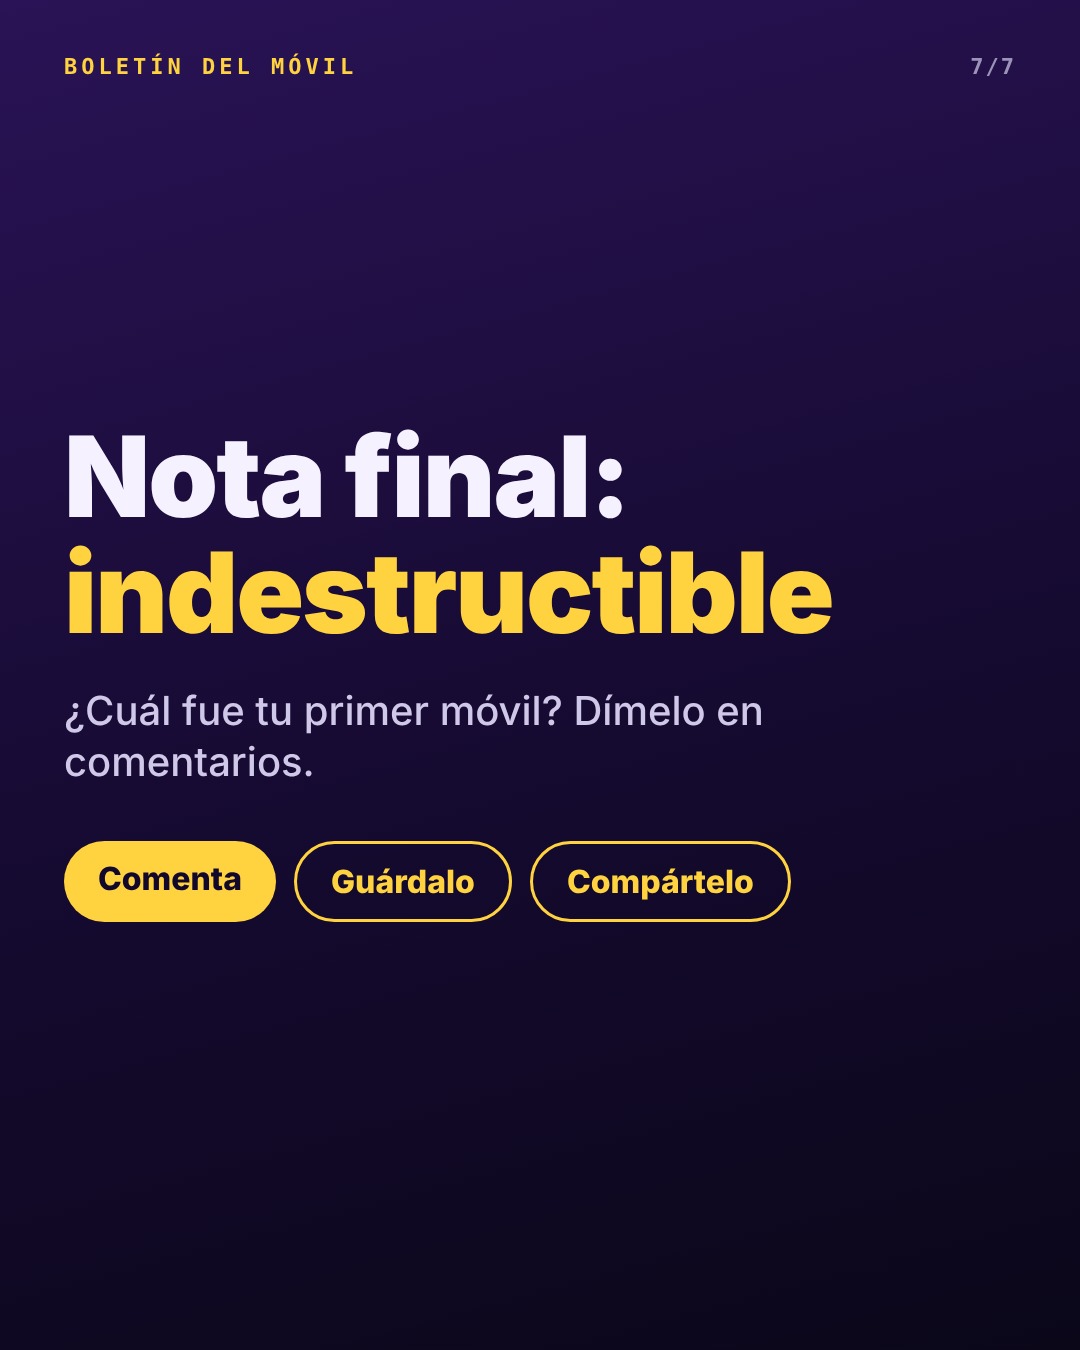 BOLETÍN DEL MÓVIL 7/7
Nota final:
indestructible
¿Cuál fue tu primer móvil? Dímelo en
comentarios.
Comenta Guárdalo Compártelo